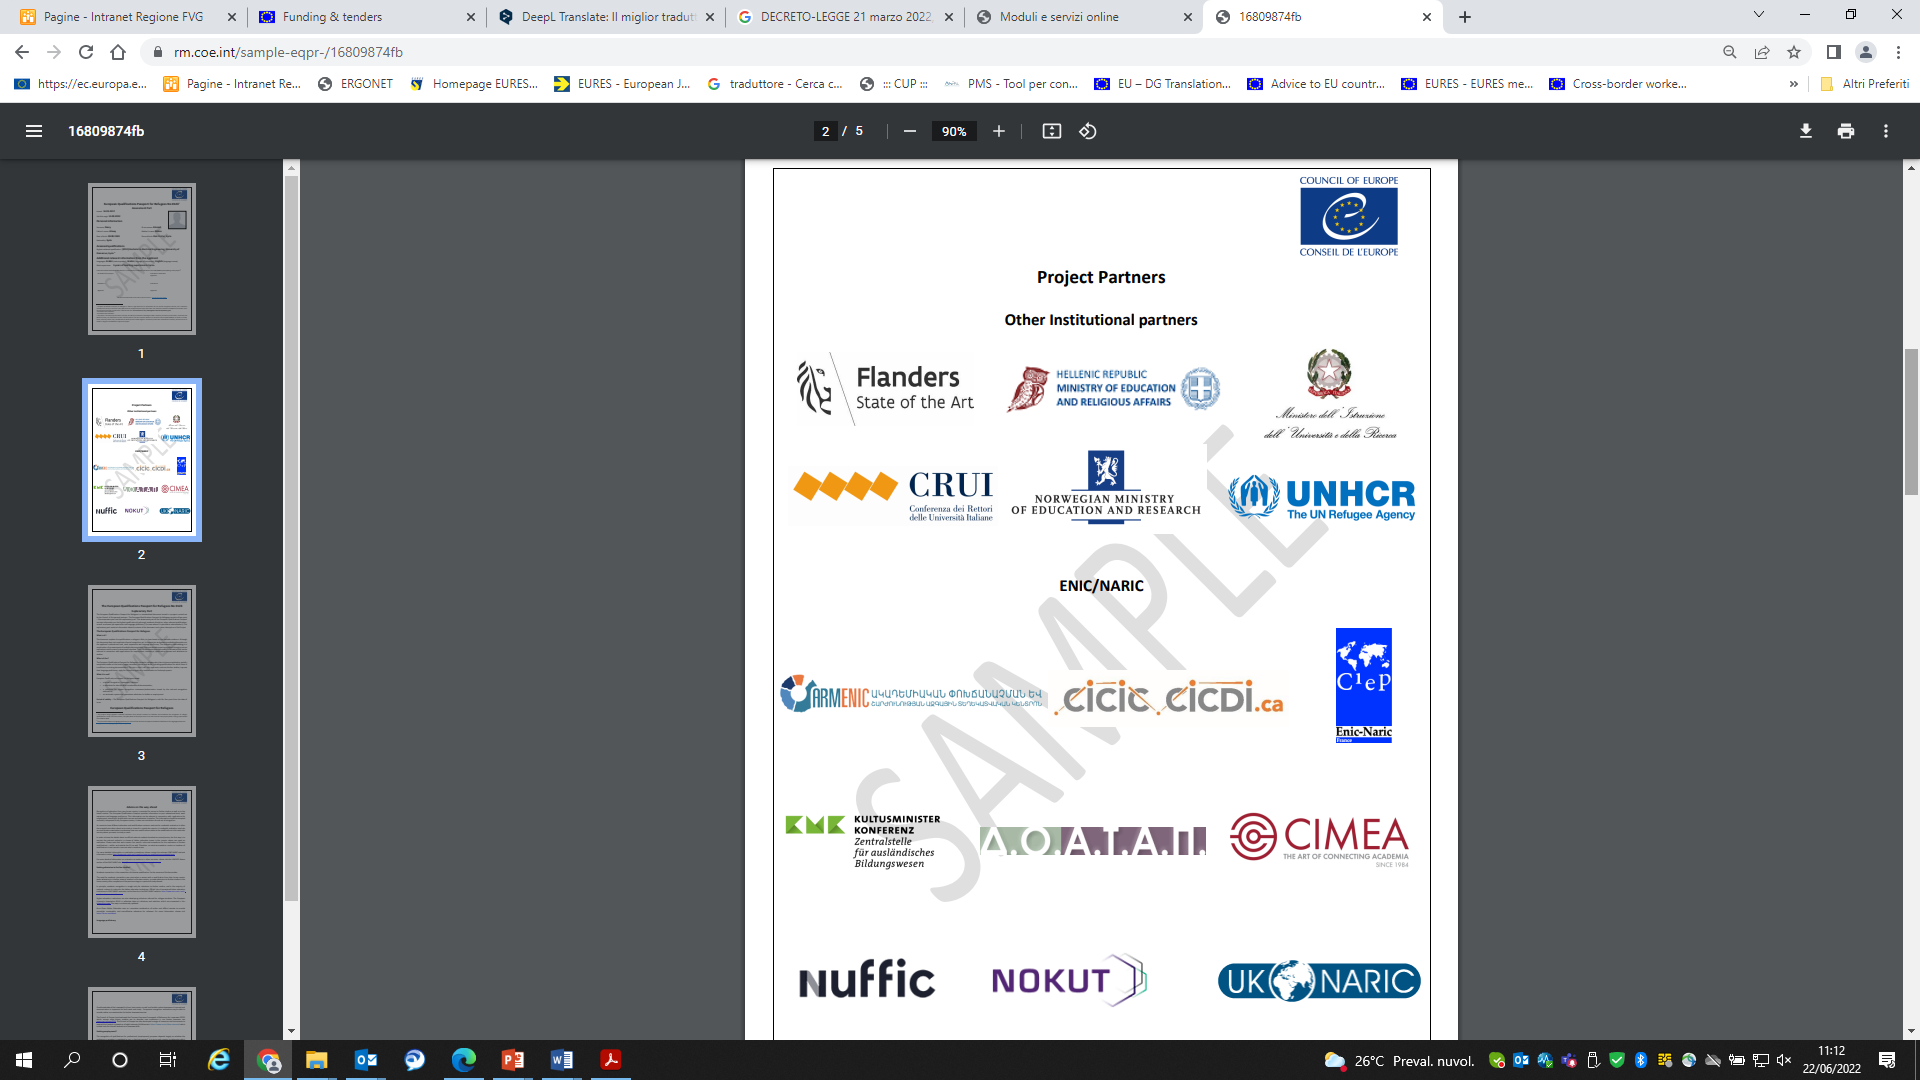 Pagine - Intranet Regione FVG
Funding & tenders
DeepL Translate: Il miglior tradut
DECRETO-LEGGE 21 marzo 2022,
Moduli e servizi online
16809874fb
rm.coe.int/sample-eqpr-/16809874fb
https://ec.europa.e...
Pagine - Intranet Re...
ERGONET
Homepage EURES...
EURES - European J...
traduttore - Cerca c...
::: CUP :::
PMS - Tool per con...
EU – DG Translation...
Advice to EU countr...
EURES - EURES me...
Cross-border worke...
»
Altri Preferiti
16809874fb
2 / 5
90%
1
2
3
4
COUNCIL OF EUROPE
CONSEIL DE L'EUROPE
Project Partners
Other Institutional partners
Flanders
State of the Art
HELLENIC REPUBLIC
MINISTRY OF EDUCATION
AND RELIGIOUS AFFAIRS
Ministero dell'Istruzione
dell'Università e della Ricerca
CRUI
Conferenza dei Rettori
delle Università Italiane
NORWEGIAN MINISTRY
OF EDUCATION AND RESEARCH
UNHCR
The UN Refugee Agency
ENIC/NARIC
ARMENIC
ԱԿԱԴԵՄԻԱԿԱՆ ՓՈԽՃԱՆԱՉՄԱՆ ԵՎ
ՇԱՐԺՈՒՆՈՒԹՅԱՆ ԱԶԳԱՅԻՆ ՏԵՂԵԿԱՏՎԱԿԱՆ ԿԵՆՏՐՈՆ
cicic.cicdi.ca
CIEP
Enic-Naric
France
KMK
KULTUSMINISTER
KONFERENZ
Zentralstelle
für ausländisches
Bildungswesen
Δ.Ο.Α.Τ.Α.Π.
CIMEA
THE ART OF CONNECTING ACADEMIA
SINCE 1984
nuffic
NOKUT
UK NARIC
SAMPLE
26°C Preval. nuvol.
11:12
22/06/2022